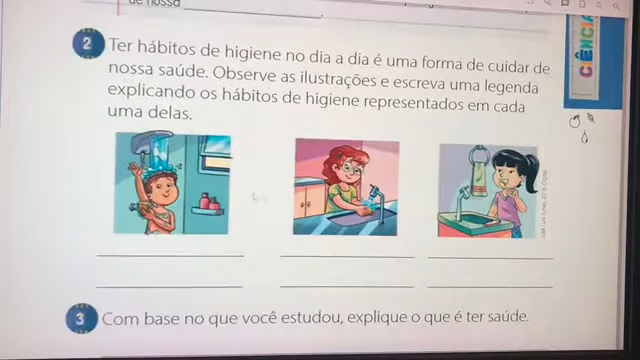 de nossa
2 Ter hábitos de higiene no dia a dia é uma forma de cuidar de
nossa saúde. Observe as ilustrações e escreva uma legenda
explicando os hábitos de higiene representados em cada
uma delas.
3 Com base no que você estudou, explique o que é ter saúde.
CIÊNCIA